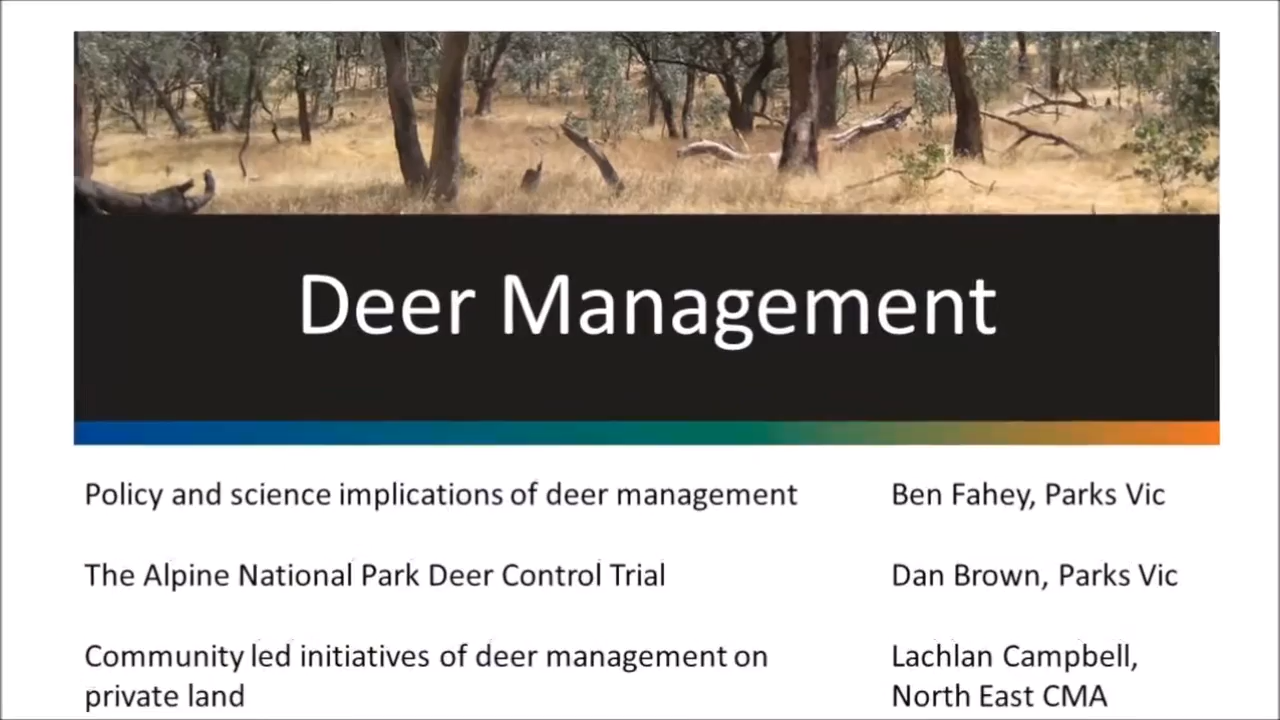 Deer Management
Policy and science implications of deer management
Ben Fahey, Parks Vic
The Alpine National Park Deer Control Trial
Dan Brown, Parks Vic
Community led initiatives of deer management on
private land
Lachlan Campbell,
North East CMA